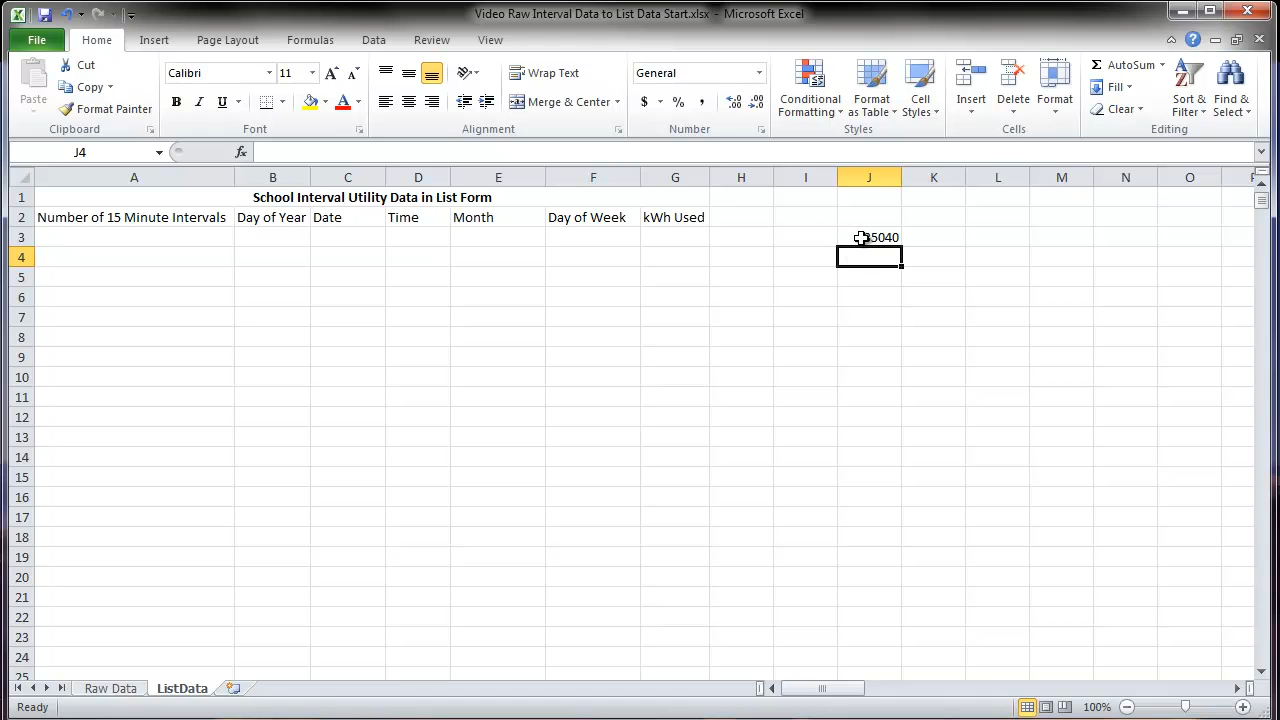 Video Raw Interval Data to List Data Start.xlsx - Microsoft Excel
File Home Insert Page Layout Formulas Data Review View
Cut
Copy
Format Painter
Paste
Clipboard
Calibri 11
B I U
Font
Wrap Text
Merge & Center
Alignment
General
$ % ,
Number
Conditional Formatting
Format as Table
Cell Styles
Styles
Insert Delete Format
Cells
AutoSum
Fill
Clear
Sort & Filter
Find & Select
Editing
J4 fx
A B C D E F G H I J K L M N O
1 School Interval Utility Data in List Form
2 Number of 15 Minute Intervals Day of Year Date Time Month Day of Week kWh Used
3 35040
4
5
6
7
8
9
10
11
12
13
14
15
16
17
18
19
20
21
22
23
24
25
Raw Data ListData
Ready 100%